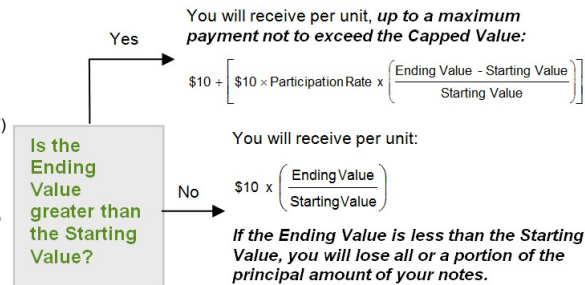 You will receive per unit, up to a maximum
payment not to exceed the Capped Value:
Yes
$10 + [ $10 × Participation Rate x ( Ending Value - Starting Value / Starting Value ) ]
)
Is the
Ending
Value
greater than
the Starting
Value?
No
You will receive per unit:
$10 x ( Ending Value / Starting Value )
If the Ending Value is less than the Starting
Value, you will lose all or a portion of the
principal amount of your notes.